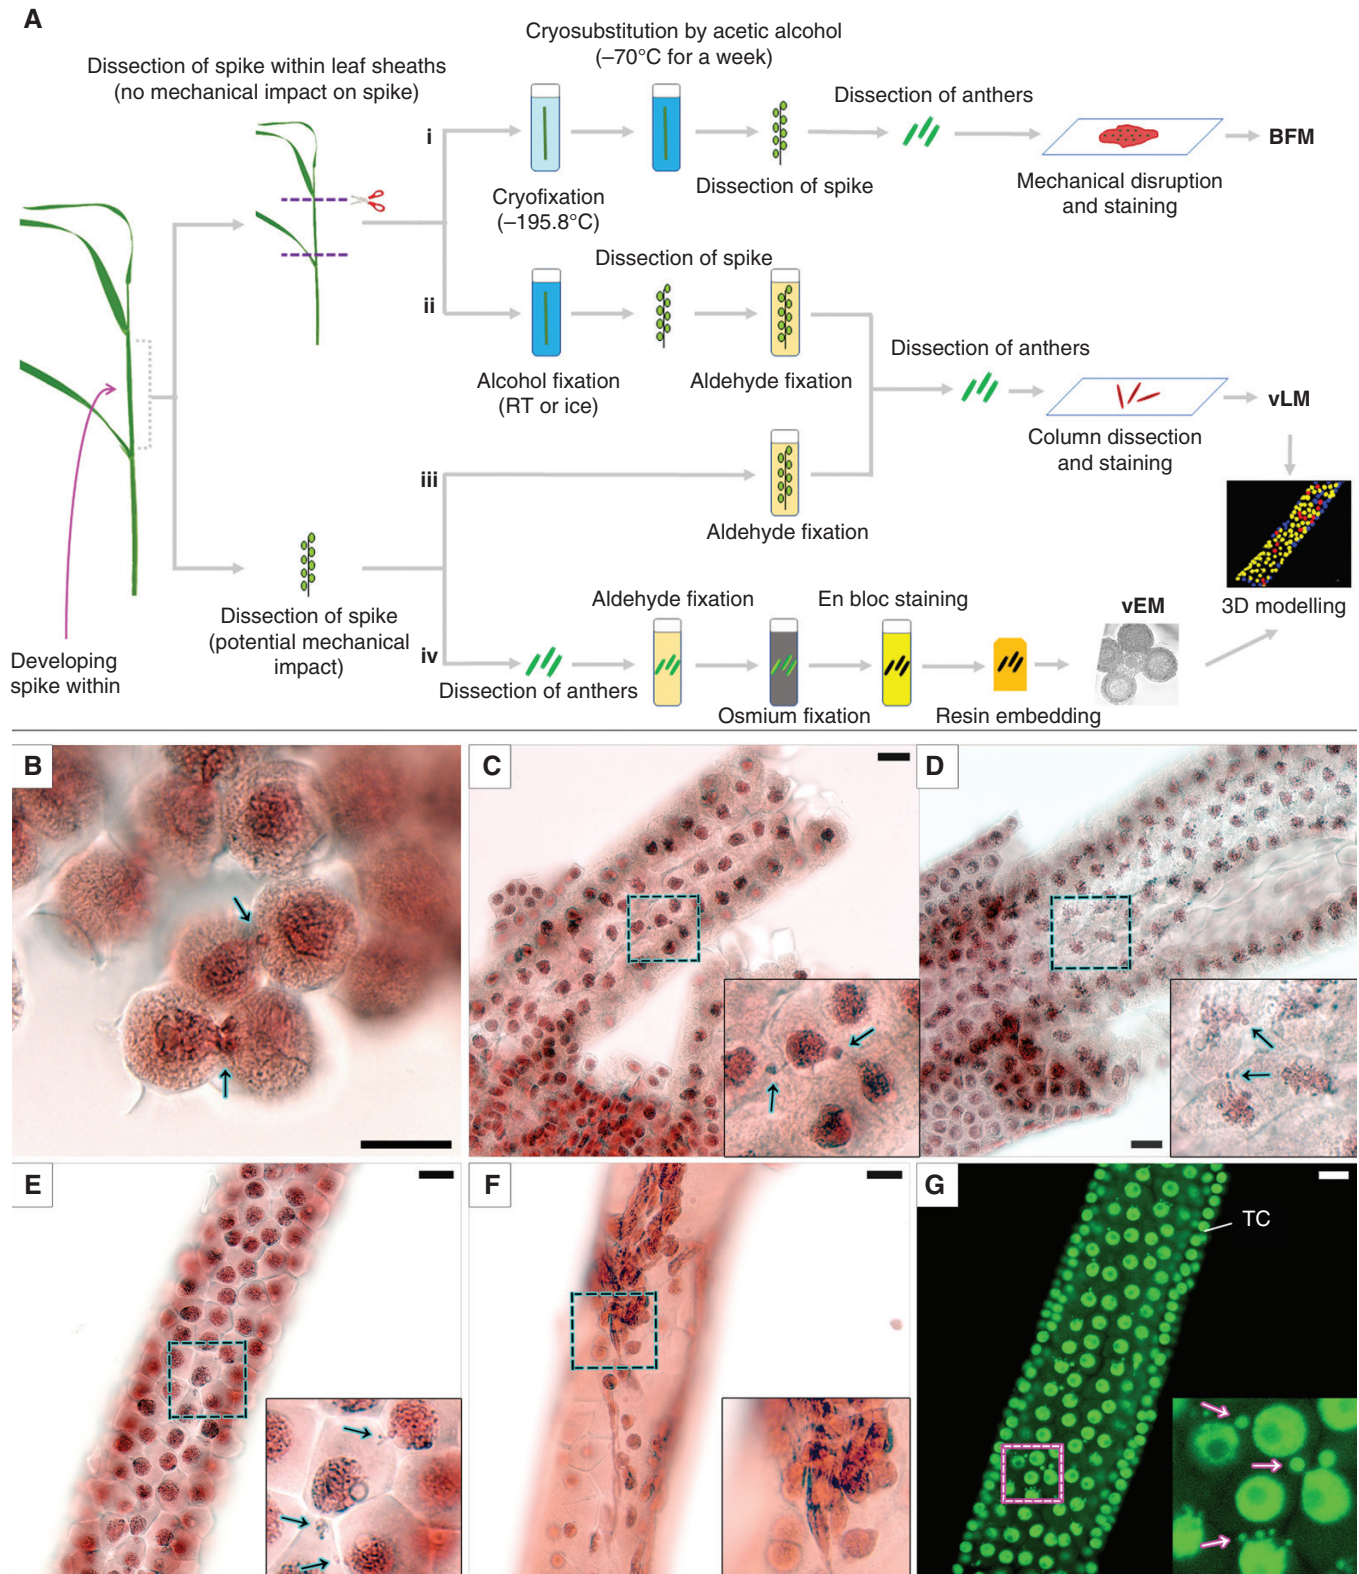 A
Cryosubstitution by acetic alcohol
(–70°C for a week)
Dissection of spike within leaf sheaths
(no mechanical impact on spike)
Dissection of anthers
i
BFM
Cryofixation
(–195.8°C)
Dissection of spike
Mechanical disruption
and staining
Dissection of spike
ii
Alcohol fixation
(RT or ice)
Aldehyde fixation
Dissection of anthers
vLM
Column dissection
and staining
iii
Aldehyde fixation
Dissection of spike
(potential mechanical
impact)
Aldehyde fixation
En bloc staining
vEM
3D modelling
iv
Developing
spike within
Dissection of anthers
Osmium fixation
Resin embedding
B
C
D
E
F
G
TC